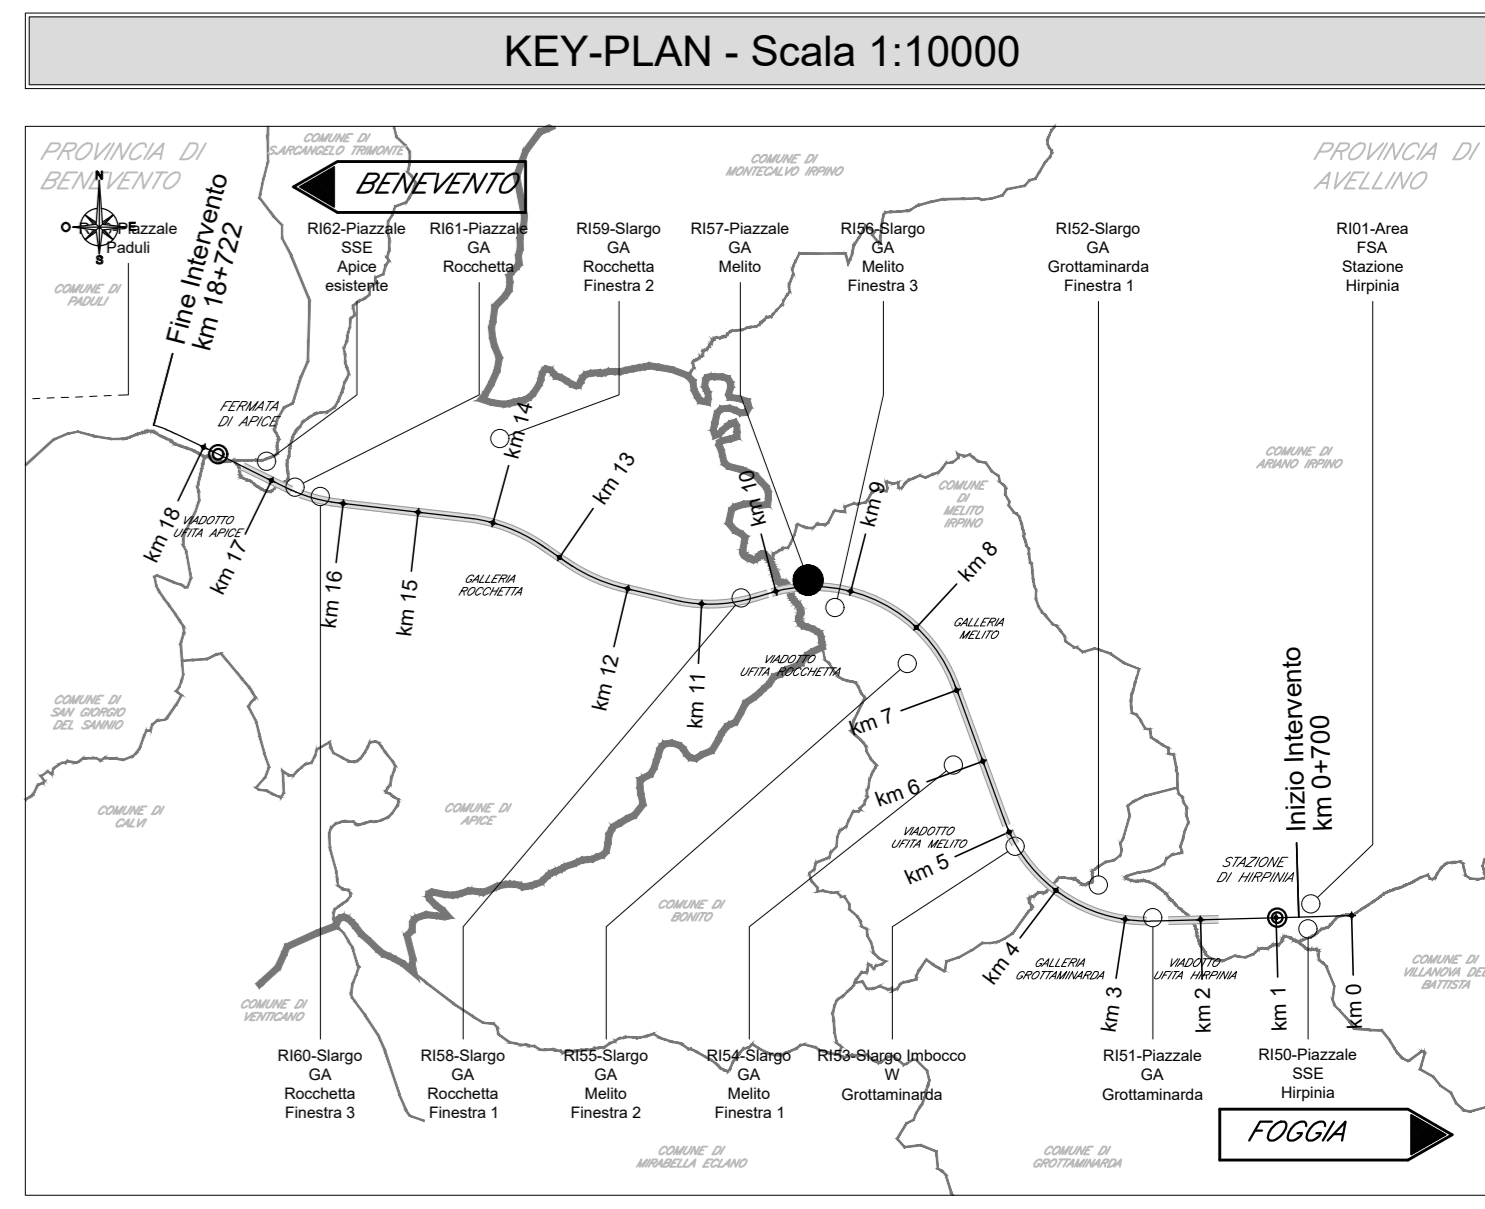 KEY-PLAN - Scala 1:10000
PROVINCIA DI
BENEVENTO
COMUNE DI
S.ARCANGELO TRIMONTE
BENEVENTO
COMUNE DI
MONTECALVO IRPINO
PROVINCIA DI
AVELLINO
N
O
E
S
Piazzale
Paduli
Fine Intervento
km 18+722
RI62-Piazzale
SSE
Apice
esistente
RI61-Piazzale
GA
Rocchetta
RI59-Slargo
GA
Rocchetta
Finestra 2
RI57-Piazzale
GA
Melito
RI56-Slargo
GA
Melito
Finestra 3
RI52-Slargo
GA
Grottaminarda
Finestra 1
RI01-Area
FSA
Stazione
Hirpinia
COMUNE DI
PADULI
FERMATA
DI APICE
COMUNE DI
ARIANO IRPINO
COMUNE
DI
MELITO
IRPINO
km 18
VIADOTTO
UFITA APICE
km 17
km 16
km 15
km 14
km 13
km 12
km 11
km 10
km 9
km 8
km 7
km 6
km 5
km 4
km 3
km 2
km 1
km 0
GALLERIA
ROCCHETTA
GALLERIA
MELITO
VIADOTTO
UFITA ROCCHETTA
Inizio Intervento
km 0+700
COMUNE DI
SAN GIORGIO
DEL SANNIO
COMUNE DI
CALVI
COMUNE DI
APICE
VIADOTTO
UFITA MELITO
STAZIONE
DI HIRPINIA
COMUNE DI
BONITO
GALLERIA
GROTTAMINARDA
VIADOTTO
UFITA HIRPINIA
COMUNE DI
VILLANOVA DEL
BATTISTA
COMUNE DI
VENTICANO
RI60-Slargo
GA
Rocchetta
Finestra 3
RI58-Slargo
GA
Rocchetta
Finestra 1
RI55-Slargo
GA
Melito
Finestra 2
RI54-Slargo
GA
Melito
Finestra 1
RI53-Slargo Imbocco
W
Grottaminarda
RI51-Piazzale
GA
Grottaminarda
RI50-Piazzale
SSE
Hirpinia
FOGGIA
COMUNE DI
MIRABELLA ECLANO
COMUNE DI
GROTTAMINARDA